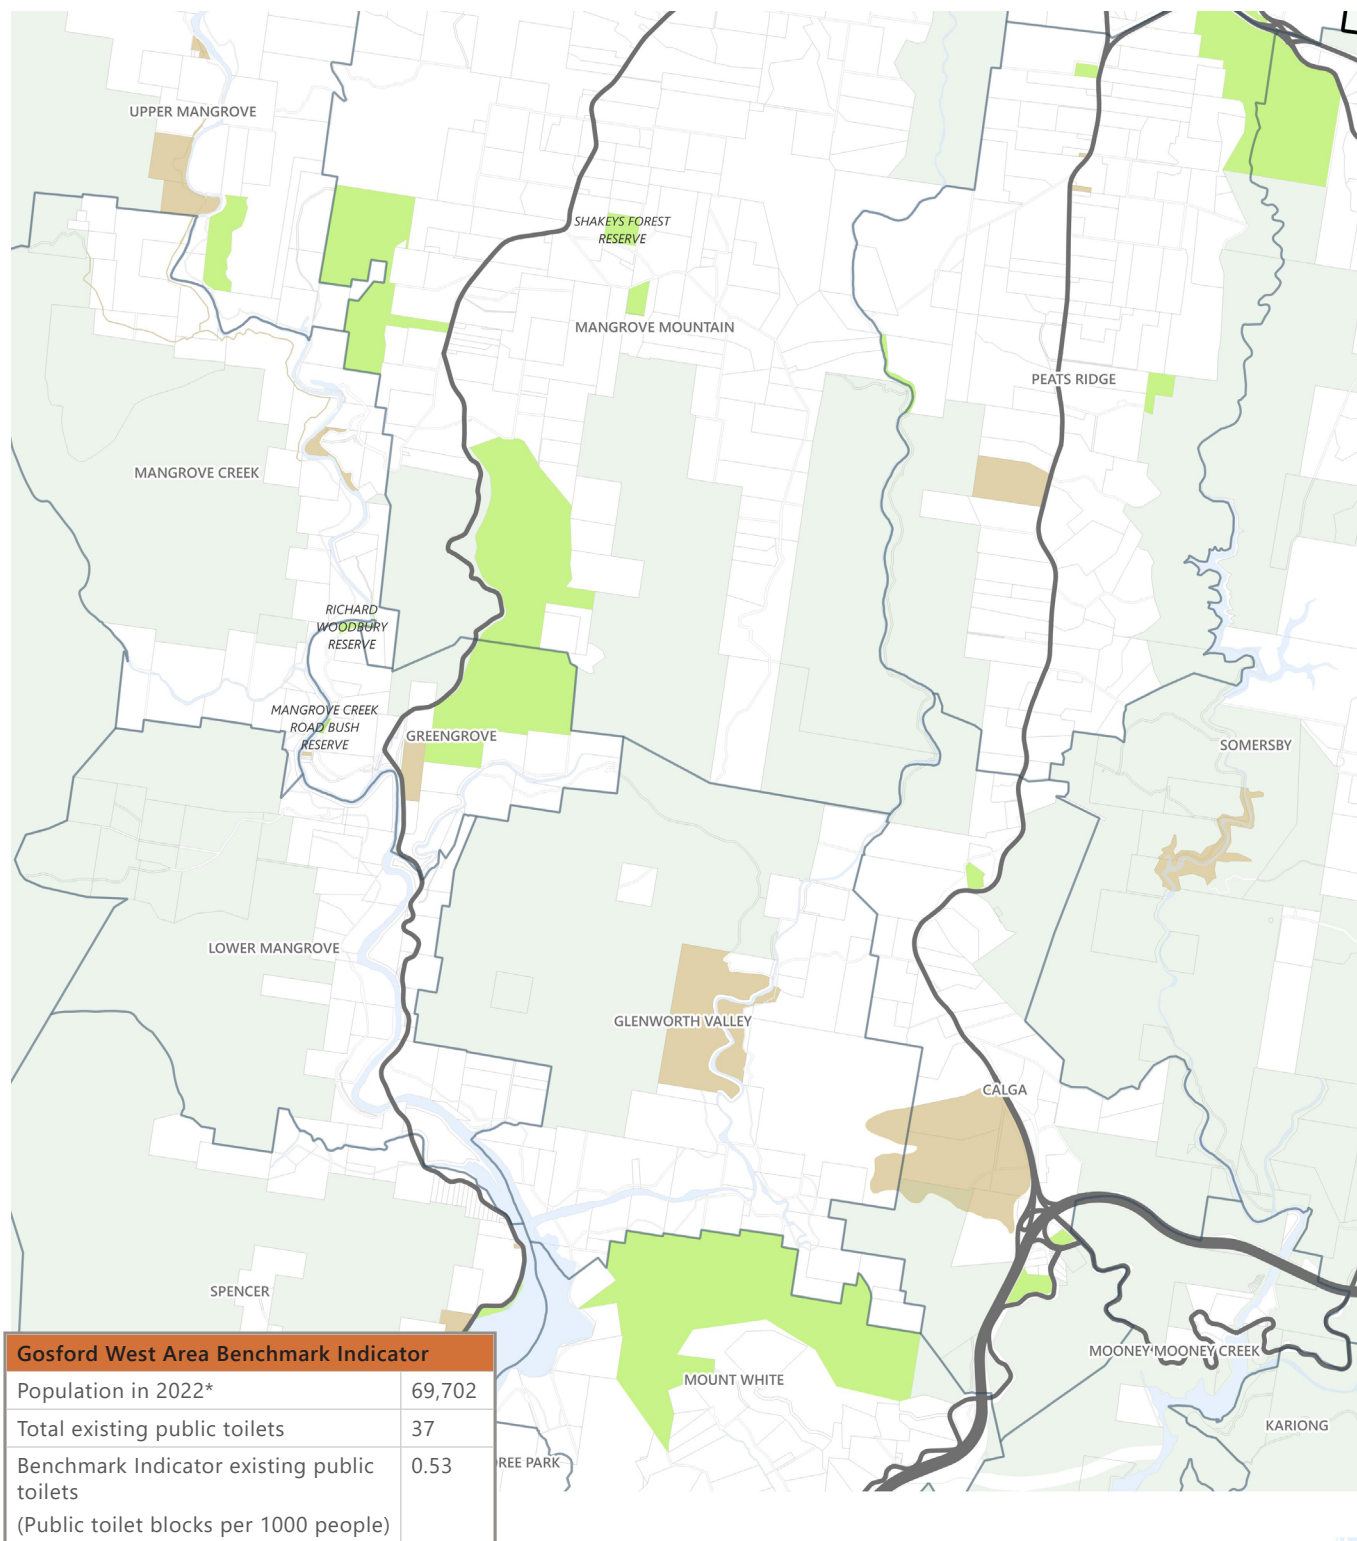 UPPER MANGROVE
SHAKEYS FOREST
RESERVE
MANGROVE MOUNTAIN
PEATS RIDGE
MANGROVE CREEK
RICHARD
WOODBURY
RESERVE
MANGROVE CREEK
ROAD BUSH
RESERVE
GREENGROVE
SOMERSBY
LOWER MANGROVE
GLENWORTH VALLEY
CALGA
SPENCER
MOONEY MOONEY CREEK
MOUNT WHITE
KARIONG
REE PARK
Gosford West Area Benchmark Indicator
Population in 2022* 69,702
Total existing public toilets 37
Benchmark Indicator existing public 0.53
toilets
(Public toilet blocks per 1000 people)